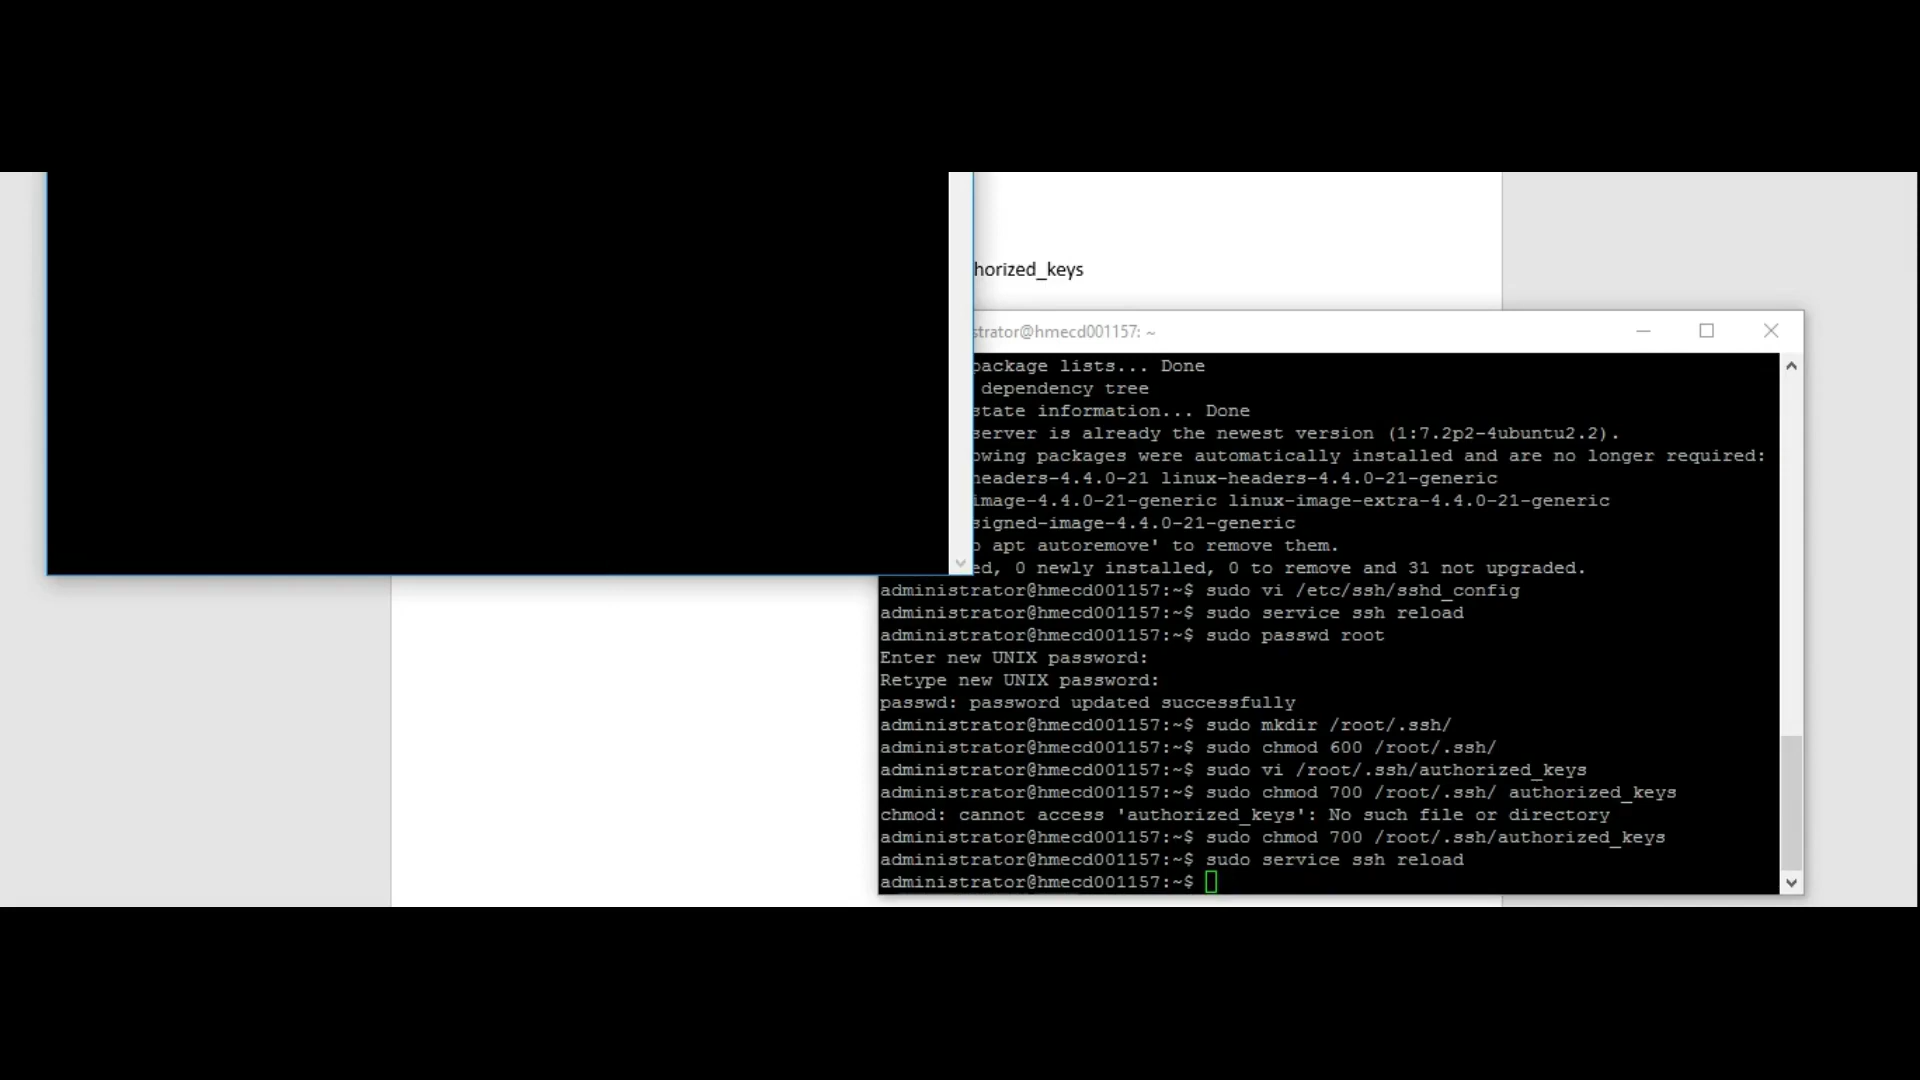 horized_keys
strator@hmecd001157: ~
package lists... Done
dependency tree
state information... Done
server is already the newest version (1:7.2p2-4ubuntu2.2).
owing packages were automatically installed and are no longer required:
headers-4.4.0-21 linux-headers-4.4.0-21-generic
image-4.4.0-21-generic linux-image-extra-4.4.0-21-generic
signed-image-4.4.0-21-generic
o apt autoremove' to remove them.
ed, 0 newly installed, 0 to remove and 31 not upgraded.
administrator@hmecd001157:~$ sudo vi /etc/ssh/sshd_config
administrator@hmecd001157:~$ sudo service ssh reload
administrator@hmecd001157:~$ sudo passwd root
Enter new UNIX password:
Retype new UNIX password:
passwd: password updated successfully
administrator@hmecd001157:~$ sudo mkdir /root/.ssh/
administrator@hmecd001157:~$ sudo chmod 600 /root/.ssh/
administrator@hmecd001157:~$ sudo vi /root/.ssh/authorized_keys
administrator@hmecd001157:~$ sudo chmod 700 /root/.ssh/ authorized_keys
chmod: cannot access 'authorized_keys': No such file or directory
administrator@hmecd001157:~$ sudo chmod 700 /root/.ssh/authorized_keys
administrator@hmecd001157:~$ sudo service ssh reload
administrator@hmecd001157:~$